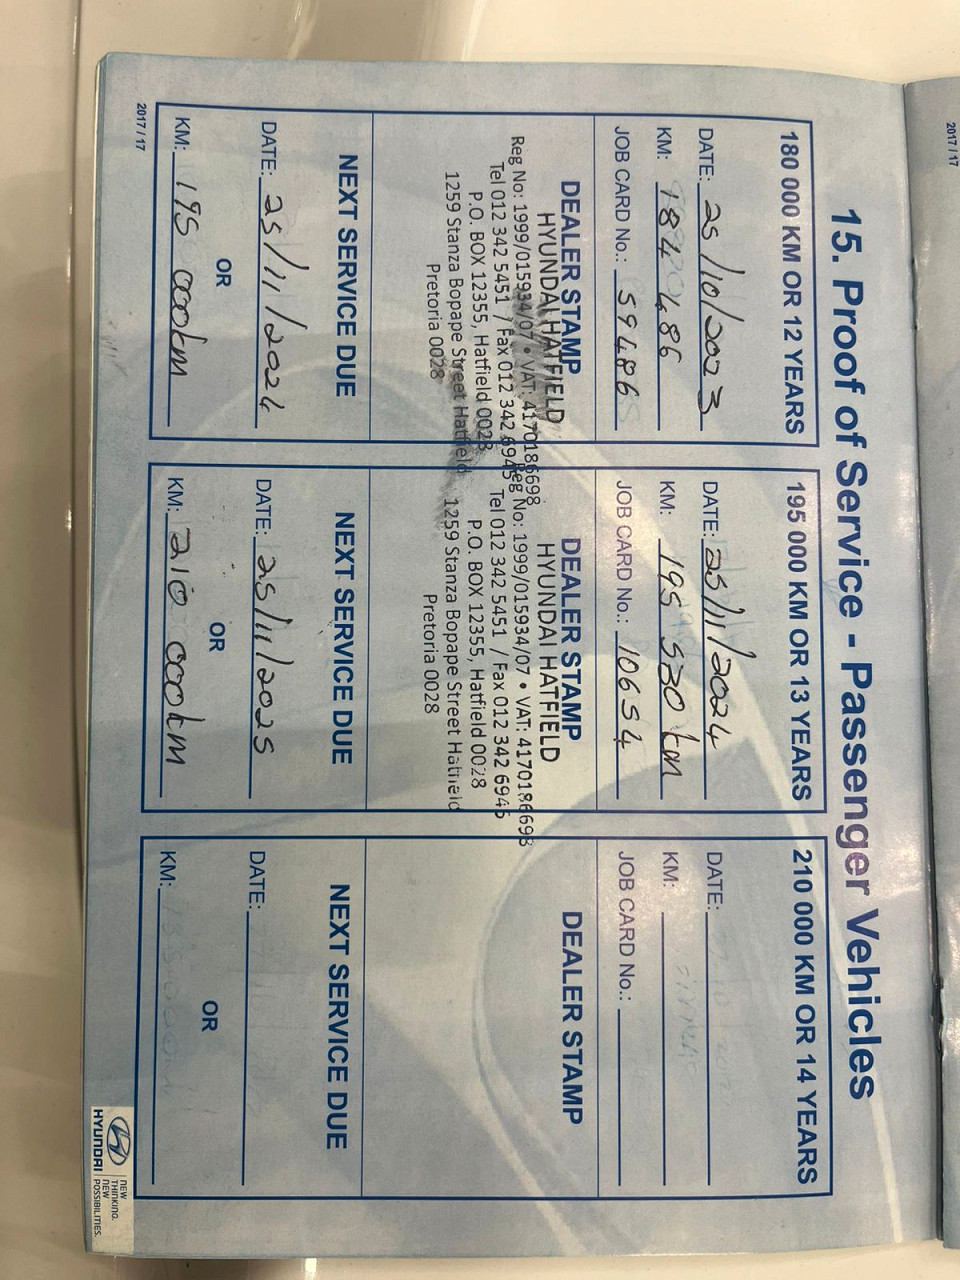 15. Proof of Service - Passenger Vehicles
180 000 KM OR 12 YEARS
DATE: 25/10/2023
KM: 184 486
JOB CARD No.: 59486
DEALER STAMP
HYUNDAI HATFIELD
Reg No: 1999/015934/07 • VAT: 4170186698
Tel 012 342 5451 / Fax 012 342 6945
P.O. BOX 12355, Hatfield 0028
1259 Stanza Bopape Street Hatfield
Pretoria 0028
NEXT SERVICE DUE
DATE: 25/11/2024
OR
KM: 195 000km
2017/17
195 000 KM OR 13 YEARS
DATE: 25/11/2024
KM: 195 530 km
JOB CARD No.: 10654
DEALER STAMP
HYUNDAI HATFIELD
Reg No: 1999/015934/07 • VAT: 4170186698
Tel 012 342 5451 / Fax 012 342 6945
P.O. BOX 12355, Hatfield 0028
1259 Stanza Bopape Street Hatfield
Pretoria 0028
NEXT SERVICE DUE
DATE: 25/11/2025
OR
KM: 210 000km
210 000 KM OR 14 YEARS
DATE:
KM:
JOB CARD No.:
DEALER STAMP
NEXT SERVICE DUE
DATE:
OR
KM:
HYUNDAI
NEW
THINKING.
NEW
POSSIBILITIES.
2017/17